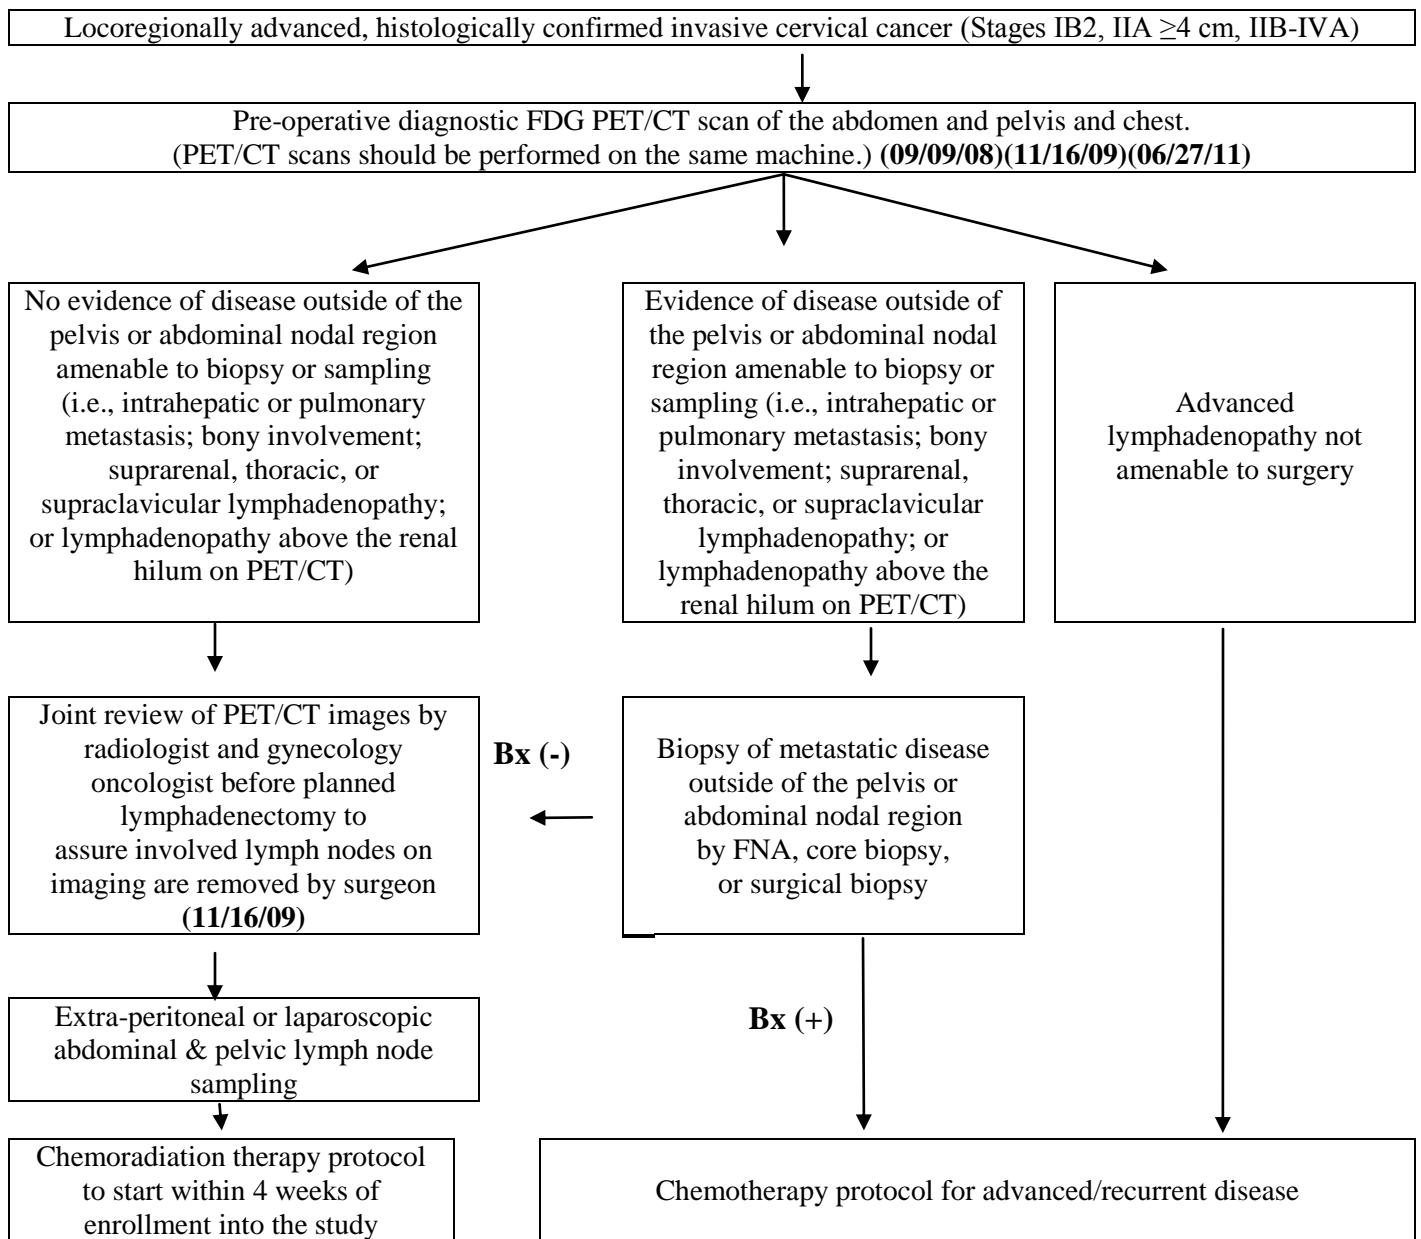 Locoregionally advanced, histologically confirmed invasive cervical cancer (Stages IB2, IIA ≥4 cm, IIB-IVA)
Pre-operative diagnostic FDG PET/CT scan of the abdomen and pelvis and chest.
(PET/CT scans should be performed on the same machine.) (09/09/08)(11/16/09)(06/27/11)
No evidence of disease outside of the
pelvis or abdominal nodal region
amenable to biopsy or sampling
(i.e., intrahepatic or pulmonary
metastasis; bony involvement;
suprarenal, thoracic, or
supraclavicular lymphadenopathy;
or lymphadenopathy above the renal
hilum on PET/CT)
Evidence of disease outside of
the pelvis or abdominal nodal
region amenable to biopsy or
sampling (i.e., intrahepatic or
pulmonary metastasis; bony
involvement; suprarenal,
thoracic, or supraclavicular
lymphadenopathy; or
lymphadenopathy above the
renal hilum on PET/CT)
Advanced
lymphadenopathy not
amenable to surgery
Joint review of PET/CT images by
radiologist and gynecology
oncologist before planned
lymphadenectomy to
assure involved lymph nodes on
imaging are removed by surgeon
(11/16/09)
Bx (-)
Biopsy of metastatic disease
outside of the pelvis or
abdominal nodal region
by FNA, core biopsy,
or surgical biopsy
Extra-peritoneal or laparoscopic
abdominal & pelvic lymph node
sampling
Bx (+)
Chemoradiation therapy protocol
to start within 4 weeks of
enrollment into the study
Chemotherapy protocol for advanced/recurrent disease